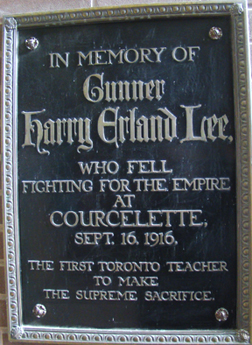 IN MEMORY OF
Gunner
Harry Erland Lee,
WHO FELL
FIGHTING FOR THE EMPIRE
AT
COURCELETTE,
SEPT. 16. 1916.
THE FIRST TORONTO TEACHER
TO MAKE
THE SUPREME SACRIFICE.